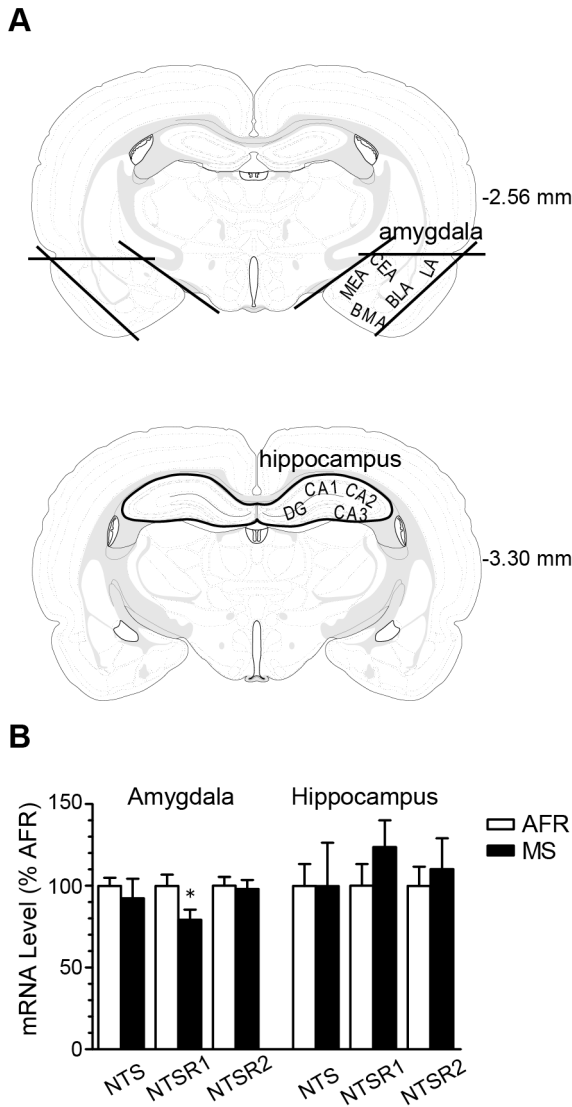 A
-2.56 mm
amygdala
CEA
LA
MEA
BLA
BMA
hippocampus
CA1
CA2
DG
CA3
-3.30 mm
B
Amygdala
Hippocampus
AFR
MS
mRNA Level (% AFR)
150
100
50
0
*
NTS
NTSR1
NTSR2
NTS
NTSR1
NTSR2